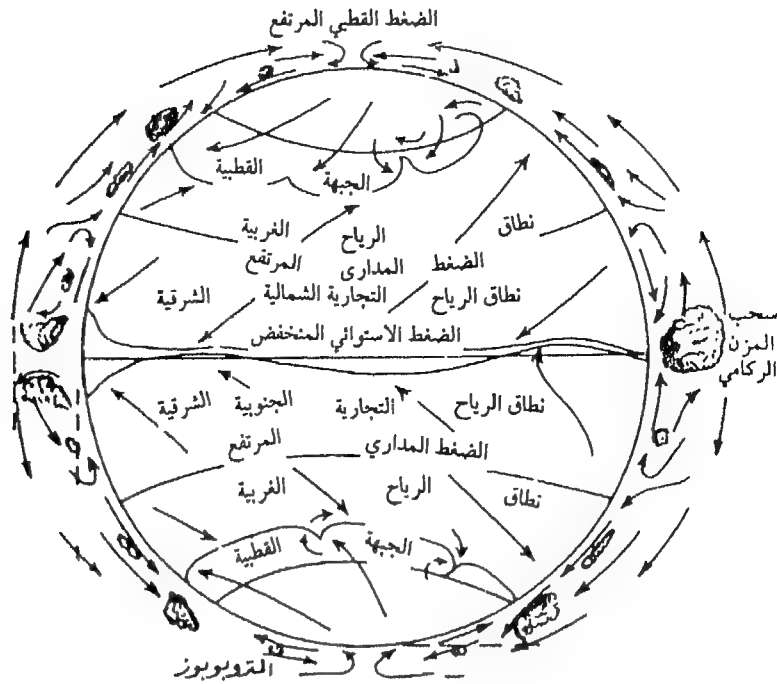 الضغط القطبي المرتفع
الجبهة القطبية
نطاق الرياح الغربية
الضغط المدارى المرتفع
نطاق الرياح التجارية الشمالية الشرقية
الضغط الاستوائي المنخفض
سحب
المزن
الركامي
نطاق الرياح التجارية الجنوبية الشرقية
الضغط المداري المرتفع
نطاق الرياح الغربية
الجبهة القطبية
التروبوبوز